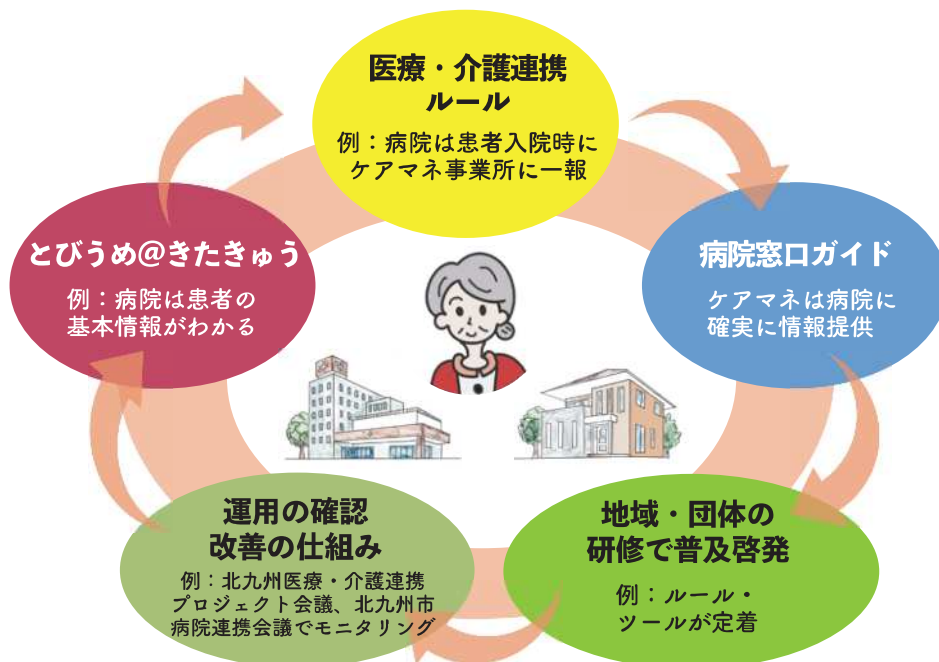 医療・介護連携
ルール
例：病院は患者入院時に
ケアマネ事業所に一報
病院窓口ガイド
ケアマネは病院に
確実に情報提供
地域・団体の
研修で普及啓発
例：ルール・
ツールが定着
運用の確認
改善の仕組み
例：北九州医療・介護連携
プロジェクト会議、北九州市
病院連携会議でモニタリング
とびうめ@きたきゅう
例：病院は患者の
基本情報がわかる